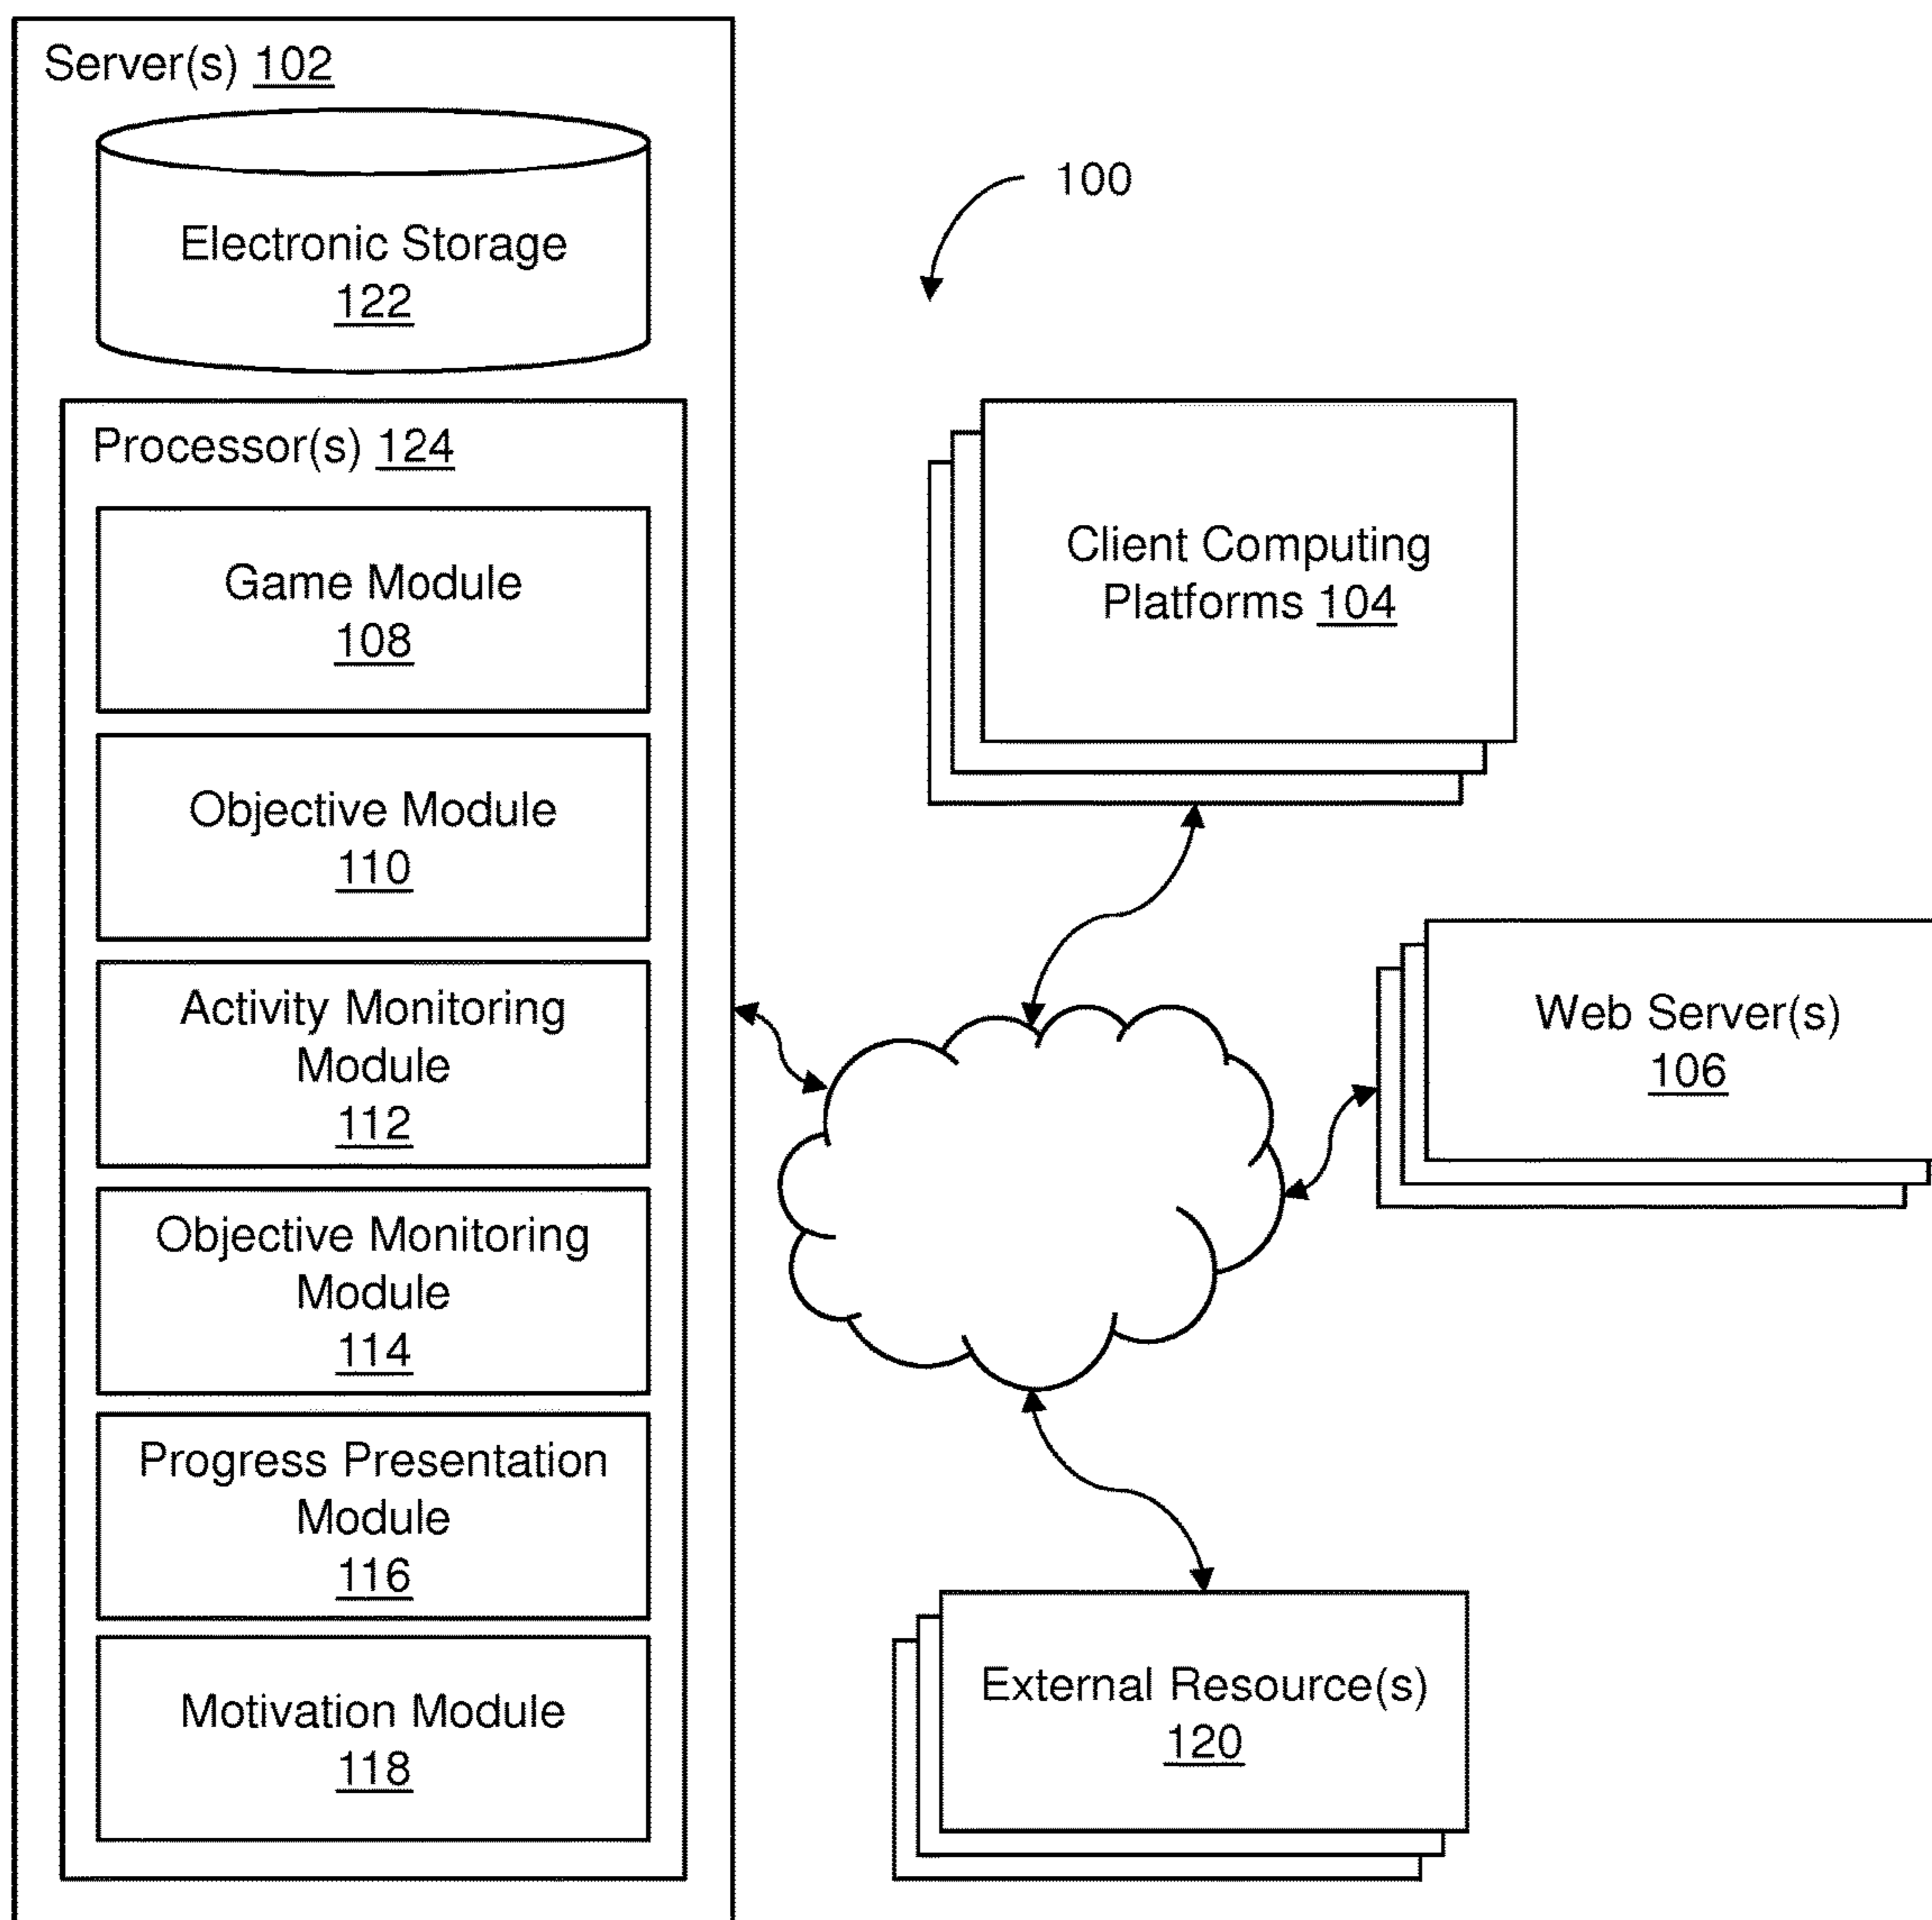 Server(s) 102
Electronic Storage
122
Processor(s) 124
Game Module
108
Objective Module
110
Activity Monitoring
Module
112
Objective Monitoring
Module
114
Progress Presentation
Module
116
Motivation Module
118
100
Client Computing
Platforms 104
Web Server(s)
106
External Resource(s)
120